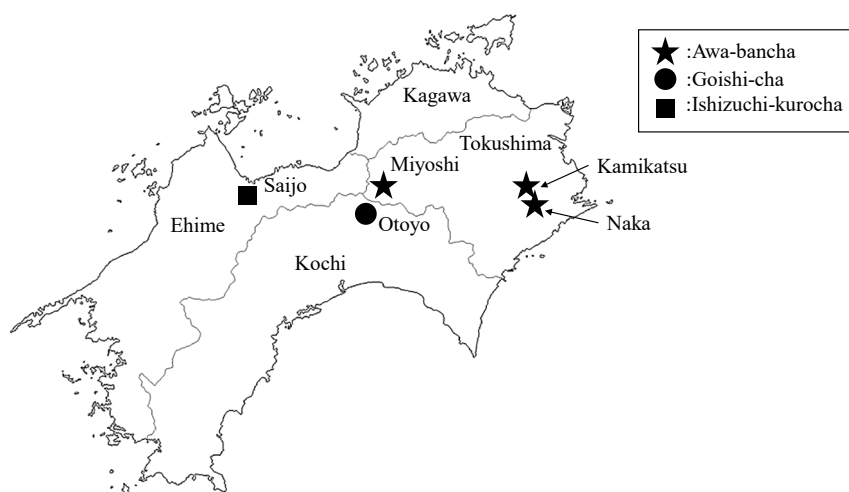 :Awa-bancha
:Goishi-cha
:Ishizuchi-kurocha
Kagawa
Tokushima
Miyoshi
Kamikatsu
Saijo
Naka
Ehime
Otoyo
Kochi